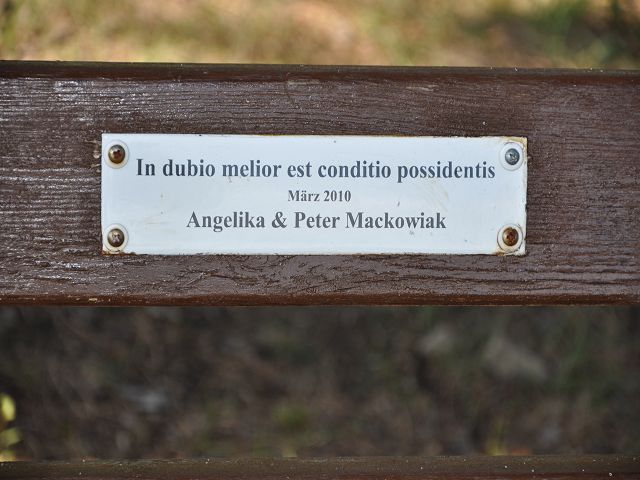 In dubio melior est conditio possidentis
März 2010
Angelika & Peter Mackowiak